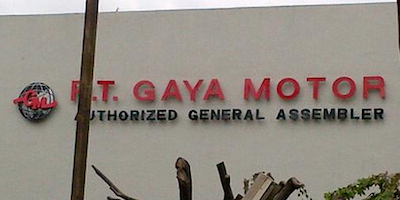 P.T. GAYA MOTOR
AUTHORIZED GENERAL ASSEMBLER